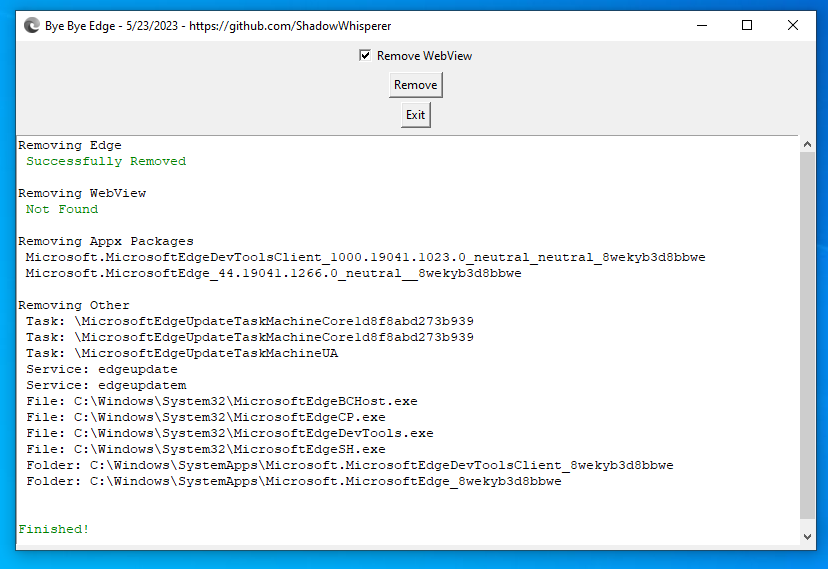 Bye Bye Edge - 5/23/2023 - https://github.com/ShadowWhisperer
Remove WebView
Remove
Exit
Removing Edge
Successfully Removed
Removing WebView
Not Found
Removing Appx Packages
Microsoft.MicrosoftEdgeDevToolsClient_1000.19041.1023.0_neutral_neutral_8wekyb3d8bbwe
Microsoft.MicrosoftEdge_44.19041.1266.0_neutral__8wekyb3d8bbwe
Removing Other
Task: \MicrosoftEdgeUpdateTaskMachineCore1d8f8abd273b939
Task: \MicrosoftEdgeUpdateTaskMachineCore1d8f8abd273b939
Task: \MicrosoftEdgeUpdateTaskMachineUA
Service: edgeupdate
Service: edgeupdatem
File: C:\Windows\System32\MicrosoftEdgeBCHost.exe
File: C:\Windows\System32\MicrosoftEdgeCP.exe
File: C:\Windows\System32\MicrosoftEdgeDevTools.exe
File: C:\Windows\System32\MicrosoftEdgeSH.exe
Folder: C:\Windows\SystemApps\Microsoft.MicrosoftEdgeDevToolsClient_8wekyb3d8bbwe
Folder: C:\Windows\SystemApps\Microsoft.MicrosoftEdge_8wekyb3d8bbwe
Finished!